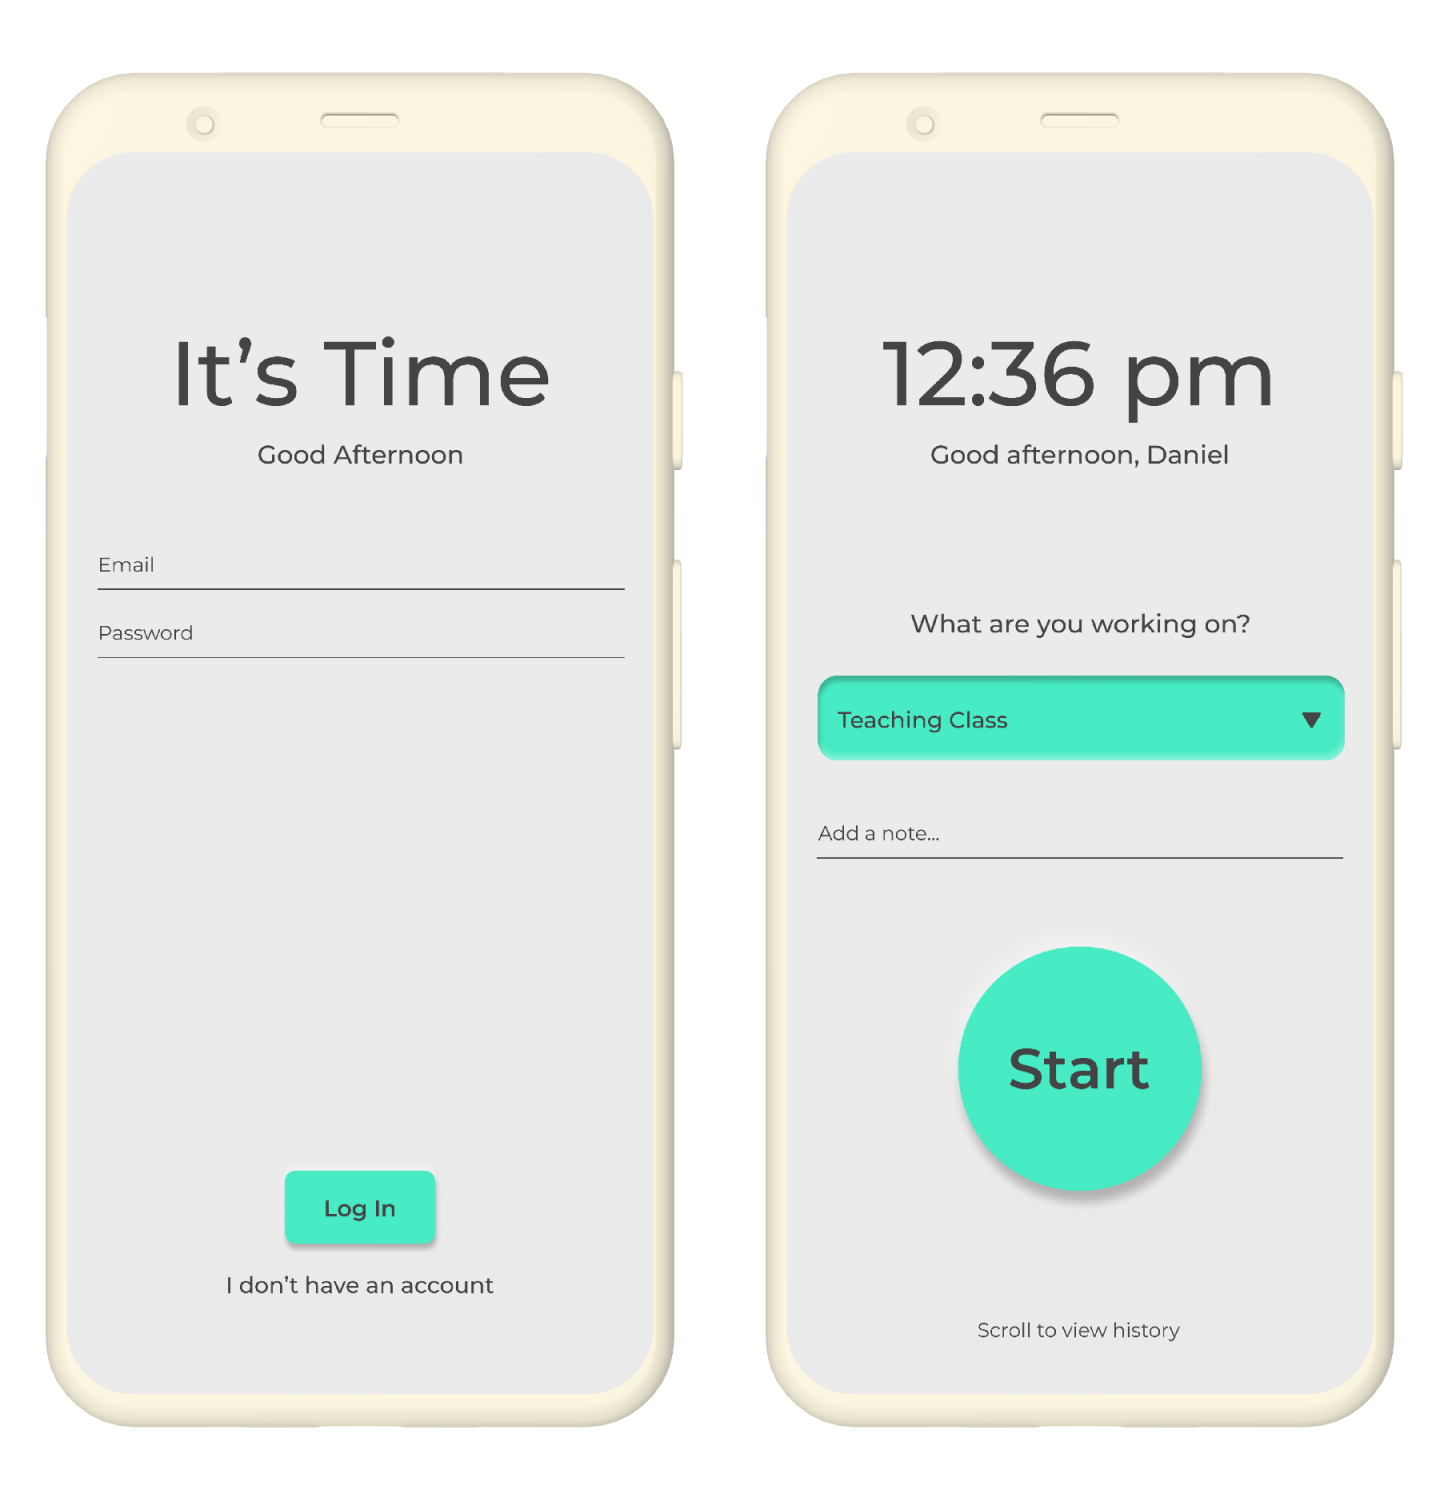 It’s Time
Good Afternoon
Email
Password
Log In
I don’t have an account
12:36 pm
Good afternoon, Daniel
What are you working on?
Teaching Class
Add a note...
Start
Scroll to view history